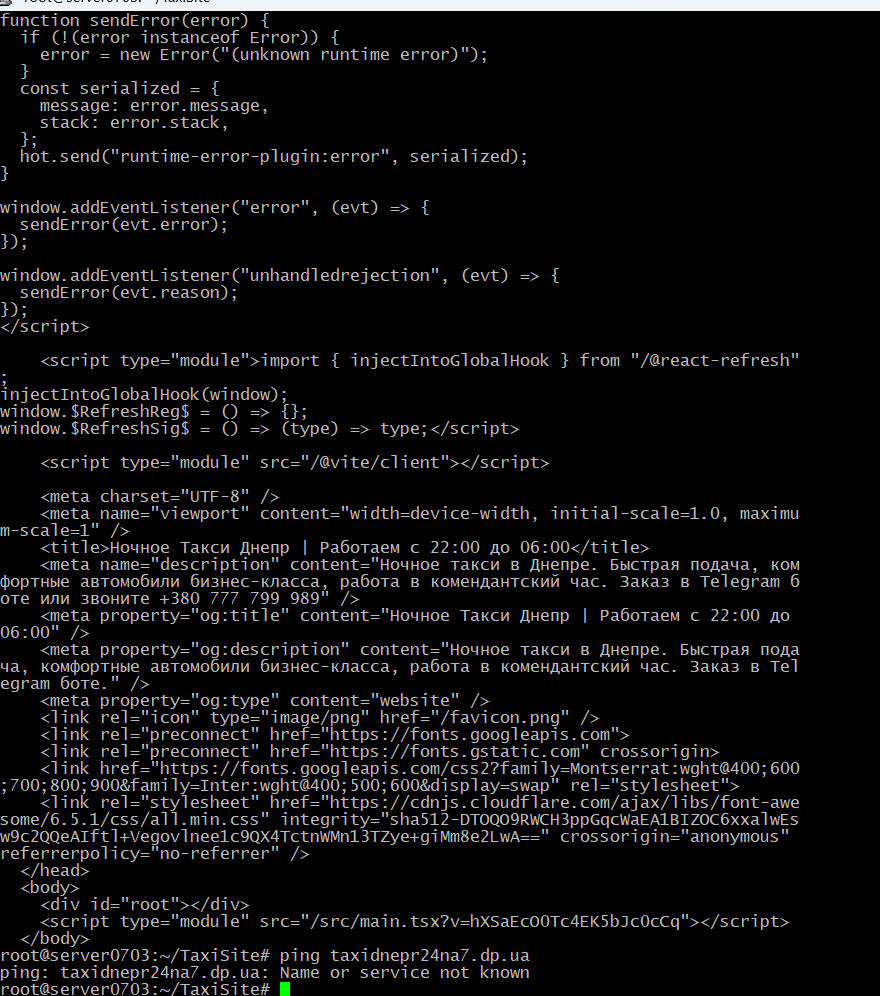 function sendError(error) {
  if (!(error instanceof Error)) {
    error = new Error("(unknown runtime error)");
  }
  const serialized = {
    message: error.message,
    stack: error.stack,
  };
  hot.send("runtime-error-plugin:error", serialized);
}

window.addEventListener("error", (evt) => {
  sendError(evt.error);
});

window.addEventListener("unhandledrejection", (evt) => {
  sendError(evt.reason);
});
</script>

    <script type="module">import { injectIntoGlobalHook } from "/@react-refresh"
;
injectIntoGlobalHook(window);
window.$RefreshReg$ = () => {};
window.$RefreshSig$ = () => (type) => type;</script>

    <script type="module" src="/@vite/client"></script>

    <meta charset="UTF-8" />
    <meta name="viewport" content="width=device-width, initial-scale=1.0, maximu
m-scale=1" />
    <title>Ночное Такси Днепр | Работаем с 22:00 до 06:00</title>
    <meta name="description" content="Ночное такси в Днепре. Быстрая подача, ком
фортные автомобили бизнес-класса, работа в комендантский час. Заказ в Telegram б
оте или звоните +380 777 799 989" />
    <meta property="og:title" content="Ночное Такси Днепр | Работаем с 22:00 до
06:00" />
    <meta property="og:description" content="Ночное такси в Днепре. Быстрая пода
ча, комфортные автомобили бизнес-класса, работа в комендантский час. Заказ в Tel
egram боте." />
    <meta property="og:type" content="website" />
    <link rel="icon" type="image/png" href="/favicon.png" />
    <link rel="preconnect" href="https://fonts.googleapis.com">
    <link rel="preconnect" href="https://fonts.gstatic.com" crossorigin>
    <link href="https://fonts.googleapis.com/css2?family=Montserrat:wght@400;600
;700;800;900&family=Inter:wght@400;500;600&display=swap" rel="stylesheet">
    <link rel="stylesheet" href="https://cdnjs.cloudflare.com/ajax/libs/font-awe
some/6.5.1/css/all.min.css" integrity="sha512-DTOQO9RWCH3ppGqcWaEA1BIZOC6xxalwEs
w9c2QQeAIftl+Vegovlnee1c9QX4TctnWMn13TZye+giMm8e2LwA==" crossorigin="anonymous"
referrerpolicy="no-referrer" />
  </head>
  <body>
    <div id="root"></div>
    <script type="module" src="/src/main.tsx?v=hXSaEcO0Tc4EK5bJc0cCq"></script>
  </body>
root@server0703:~/TaxiSite# ping taxidnepr24na7.dp.ua
ping: taxidnepr24na7.dp.ua: Name or service not known
root@server0703:~/TaxiSite#